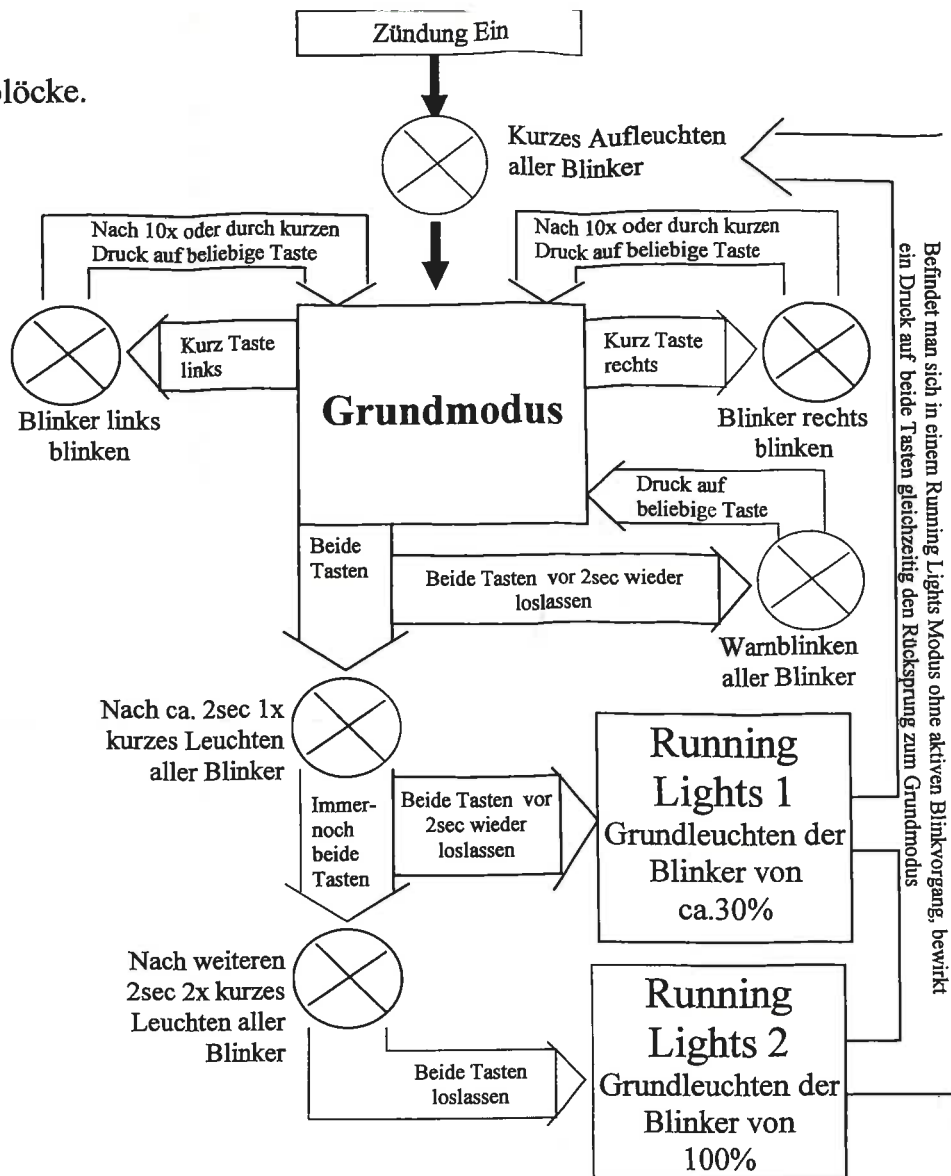 Zündung Ein
löcke.
Kurzes Aufleuchten
aller Blinker
Nach 10x oder durch kurzen
Druck auf beliebige Taste
Nach 10x oder durch kurzen
Druck auf beliebige Taste
Kurz Taste
links
Kurz Taste
rechts
Blinker links
blinken
Grundmodus
Blinker rechts
blinken
Druck auf
beliebige Taste
Beide
Tasten
Beide Tasten vor 2sec wieder
loslassen
Warnblinken
aller Blinker
Nach ca. 2sec 1x
kurzes Leuchten
aller Blinker
Immer-
noch
beide
Tasten
Beide Tasten vor
2sec wieder
loslassen
Running
Lights 1
Grundleuchten der
Blinker von
ca.30%
Nach weiteren
2sec 2x kurzes
Leuchten aller
Blinker
Beide Tasten
loslassen
Running
Lights 2
Grundleuchten der
Blinker von
100%
Befindet man sich in einem Running Lights Modus ohne aktiven Blinkvorgang, bewirkt
ein Druck auf beide Tasten gleichzeitig den Rücksprung zum Grundmodus